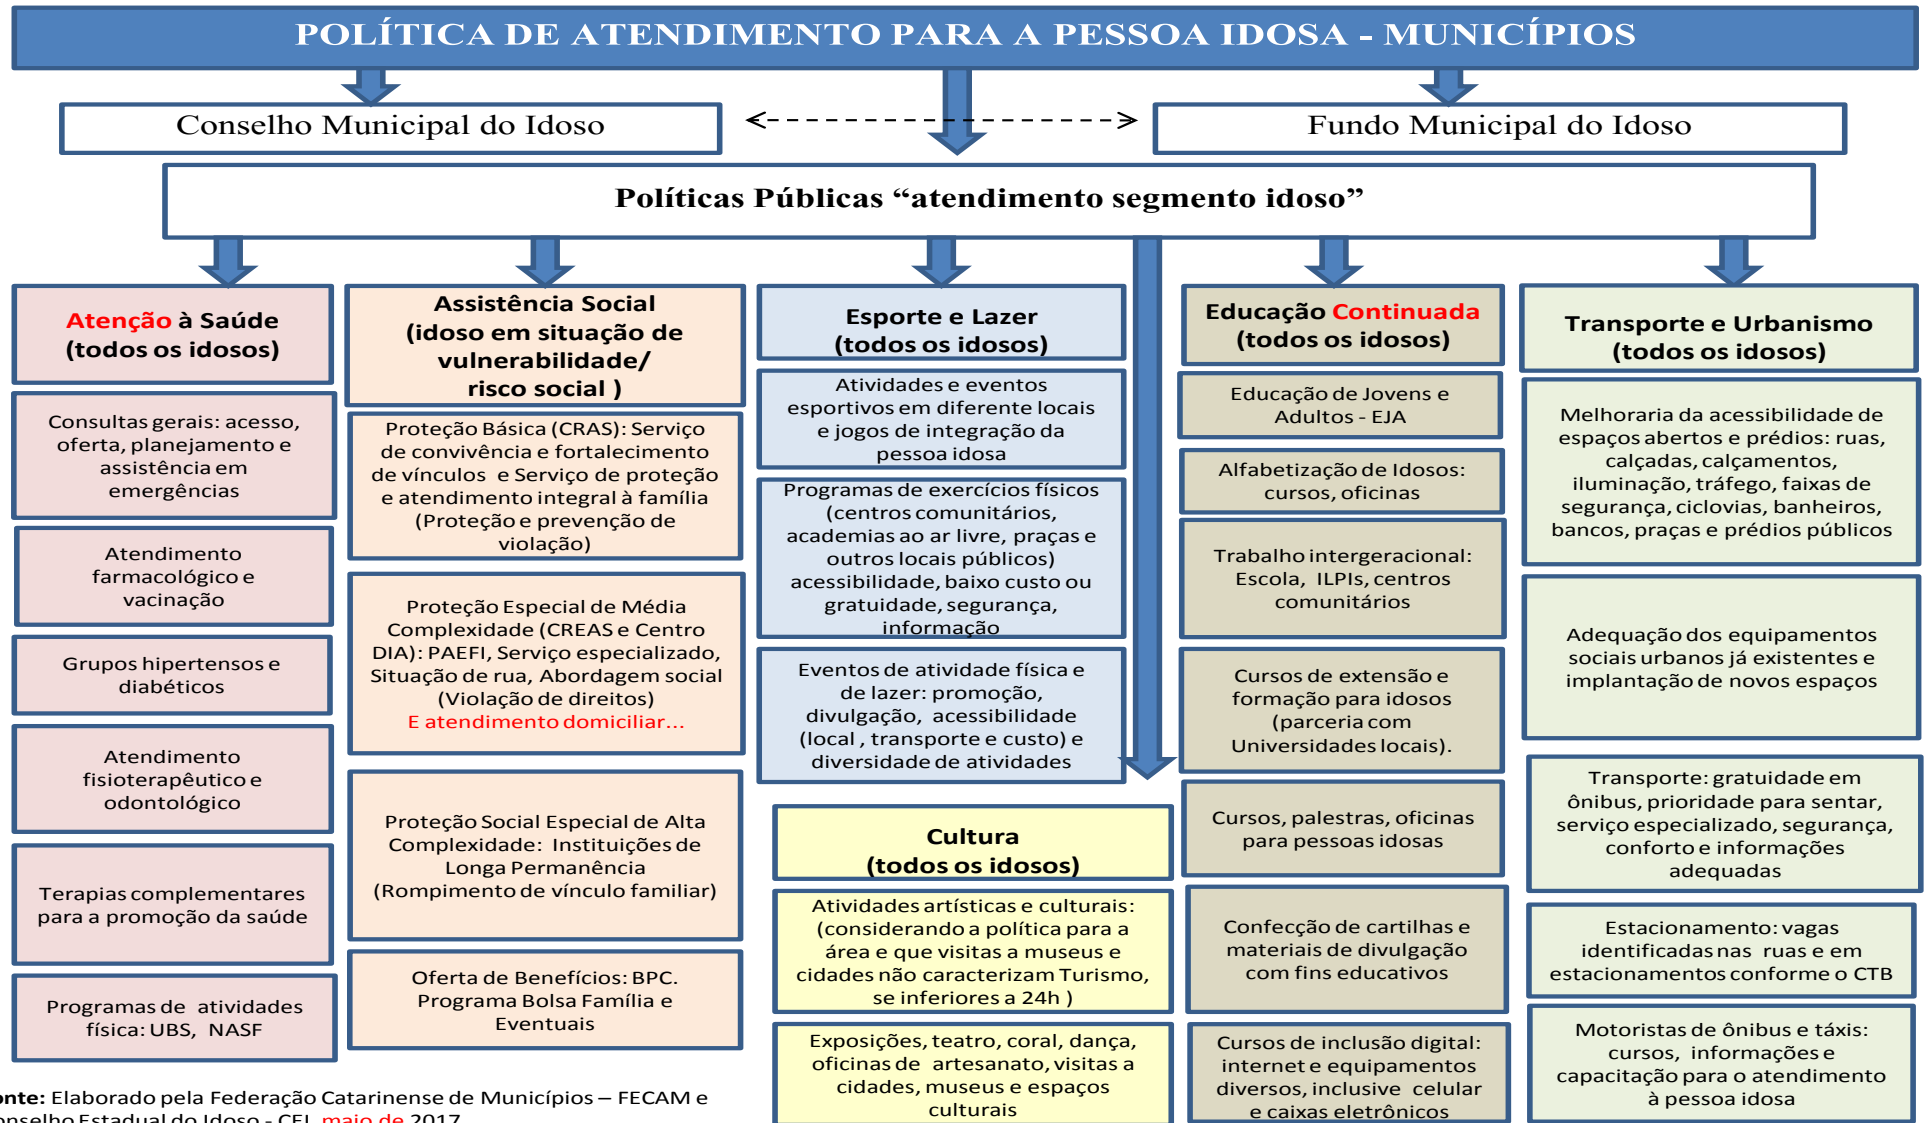 POLÍTICA DE ATENDIMENTO PARA A PESSOA IDOSA - MUNICÍPIOS
Conselho Municipal do Idoso
Fundo Municipal do Idoso
Políticas Públicas “atendimento segmento idoso”
Atenção à Saúde
(todos os idosos)
Consultas gerais: acesso,
oferta, planejamento e
assistência em
emergências
Atendimento
farmacológico e
vacinação
Grupos hipertensos e
diabéticos
Atendimento
fisioterapêutico e
odontológico
Terapias complementares
para a promoção da saúde
Programas de atividades
física: UBS, NASF
Assistência Social
(idoso em situação de
vulnerabilidade/
risco social )
Proteção Básica (CRAS): Serviço
de convivência e fortalecimento
de vínculos e Serviço de proteção
e atendimento integral à família
(Proteção e prevenção de
violação)
Proteção Especial de Média
Complexidade (CREAS e Centro
DIA): PAEFI, Serviço especializado,
Situação de rua, Abordagem social
(Violação de direitos)
E atendimento domiciliar...
Proteção Social Especial de Alta
Complexidade: Instituições de
Longa Permanência
(Rompimento de vínculo familiar)
Oferta de Benefícios: BPC.
Programa Bolsa Família e
Eventuais
Esporte e Lazer
(todos os idosos)
Atividades e eventos
esportivos em diferente locais
e jogos de integração da
pessoa idosa
Programas de exercícios físicos
(centros comunitários,
academias ao ar livre, praças e
outros locais públicos)
acessibilidade, baixo custo ou
gratuidade, segurança,
informação
Eventos de atividade física e
de lazer: promoção,
divulgação, acessibilidade
(local , transporte e custo) e
diversidade de atividades
Cultura
(todos os idosos)
Atividades artísticas e culturais:
(considerando a política para a
área e que visitas a museus e
cidades não caracterizam Turismo,
se inferiores a 24h )
Exposições, teatro, coral, dança,
oficinas de artesanato, visitas a
cidades, museus e espaços
culturais
Educação Continuada
(todos os idosos)
Educação de Jovens e
Adultos - EJA
Alfabetização de Idosos:
cursos, oficinas
Trabalho intergeracional:
Escola, ILPIs, centros
comunitários
Cursos de extensão e
formação para idosos
(parceria com
Universidades locais).
Cursos, palestras, oficinas
para pessoas idosas
Confecção de cartilhas e
materiais de divulgação
com fins educativos
Cursos de inclusão digital:
internet e equipamentos
diversos, inclusive celular
e caixas eletrônicos
Transporte e Urbanismo
(todos os idosos)
Melhoraria da acessibilidade de
espaços abertos e prédios: ruas,
calçadas, calçamentos,
iluminação, tráfego, faixas de
segurança, ciclovias, banheiros,
bancos, praças e prédios públicos
Adequação dos equipamentos
sociais urbanos já existentes e
implantação de novos espaços
Transporte: gratuidade em
ônibus, prioridade para sentar,
serviço especializado, segurança,
conforto e informações
adequadas
Estacionamento: vagas
identificadas nas ruas e em
estacionamentos conforme o CTB
Motoristas de ônibus e táxis:
cursos, informações e
capacitação para o atendimento
à pessoa idosa
onte: Elaborado pela Federação Catarinense de Municípios – FECAM e
onselho Estadual do Idoso - CEI, maio de 2017